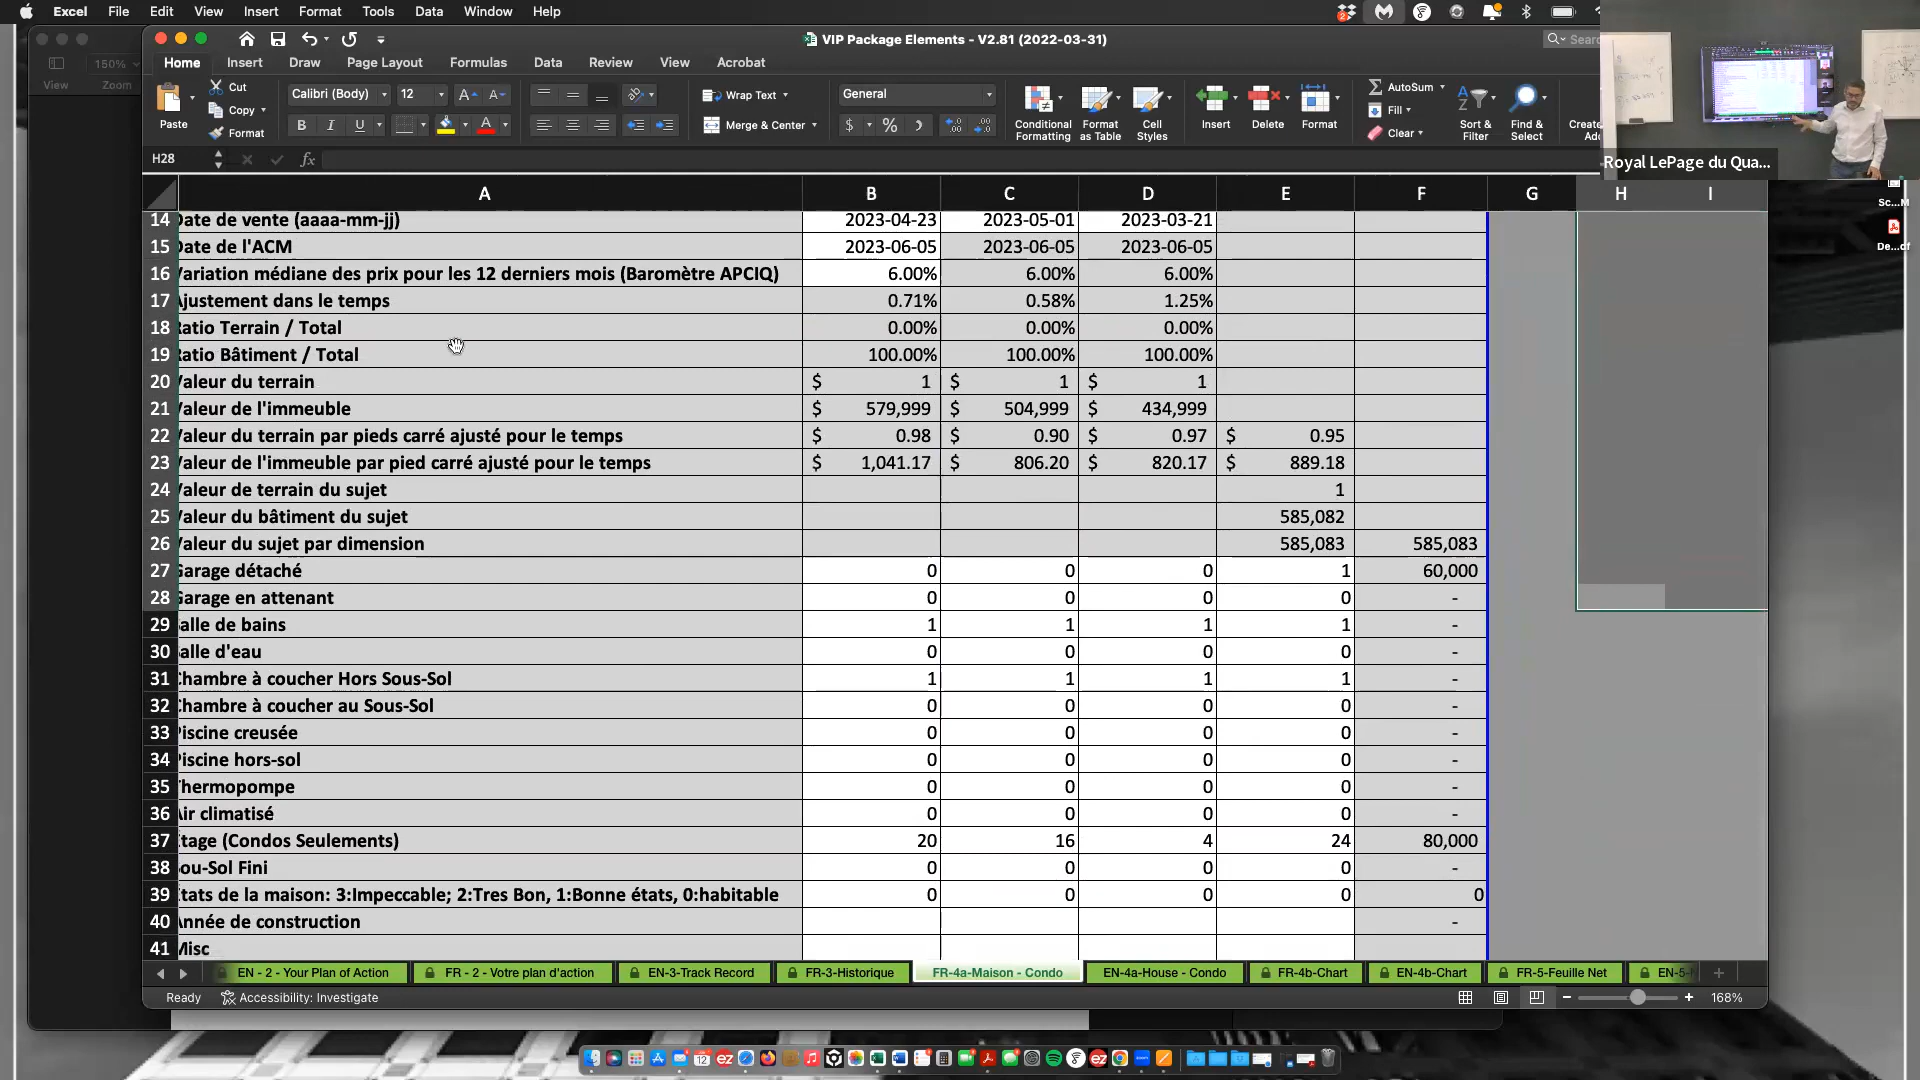 Excel File Edit View Insert Format Tools Data Window Help
VIP Package Elements - V2.81 (2022-03-31)
150%
View Zoom
Home Insert Draw Page Layout Formulas Data Review View Acrobat
Paste Cut Copy Format
Calibri (Body) 12
Wrap Text
Merge & Center
General
Conditional Formatting
Format as Table
Cell Styles
Insert Delete Format
AutoSum
Fill
Clear
Sort & Filter
Find & Select
Royal LePage du Qua...
H28 fx
A B C D E F G H I
14 Date de vente (aaaa-mm-jj) 2023-04-23 2023-05-01 2023-03-21
15 Date de l'ACM 2023-06-05 2023-06-05 2023-06-05
16 Variation médiane des prix pour les 12 derniers mois (Baromètre APCIQ) 6.00% 6.00% 6.00%
17 Ajustement dans le temps 0.71% 0.58% 1.25%
18 Ratio Terrain / Total 0.00% 0.00% 0.00%
19 Ratio Bâtiment / Total 100.00% 100.00% 100.00%
20 Valeur du terrain $ 1 $ 1 $ 1
21 Valeur de l'immeuble $ 579,999 $ 504,999 $ 434,999
22 Valeur du terrain par pieds carré ajusté pour le temps $ 0.98 $ 0.90 $ 0.97 $ 0.95
23 Valeur de l'immeuble par pied carré ajusté pour le temps $ 1,041.17 $ 806.20 $ 820.17 $ 889.18
24 Valeur de terrain du sujet 1
25 Valeur du bâtiment du sujet 585,082
26 Valeur du sujet par dimension 585,083 585,083
27 Garage détaché 0 0 0 1 60,000
28 Garage en attenant 0 0 0 0 -
29 Salle de bains 1 1 1 1 -
30 Salle d'eau 0 0 0 0 -
31 Chambre à coucher Hors Sous-Sol 1 1 1 1 -
32 Chambre à coucher au Sous-Sol 0 0 0 0 -
33 Piscine creusée 0 0 0 0 -
34 Piscine hors-sol 0 0 0 0 -
35 Thermopompe 0 0 0 0 -
36 Air climatisé 0 0 0 0 -
37 Étage (Condos Seulements) 20 16 4 24 80,000
38 Sou-Sol Fini 0 0 0 0 -
39 États de la maison: 3:Impeccable; 2:Tres Bon, 1:Bonne états, 0:habitable 0 0 0 0 0
40 Année de construction -
41 Misc
EN - 2 - Your Plan of Action FR - 2 - Votre plan d'action EN-3-Track Record FR-3-Historique FR-4a-Maison - Condo EN-4a-House - Condo FR-4b-Chart EN-4b-Chart FR-5-Feuille Net EN-5-
Ready Accessibility: Investigate 168%
Sc...M
De...df